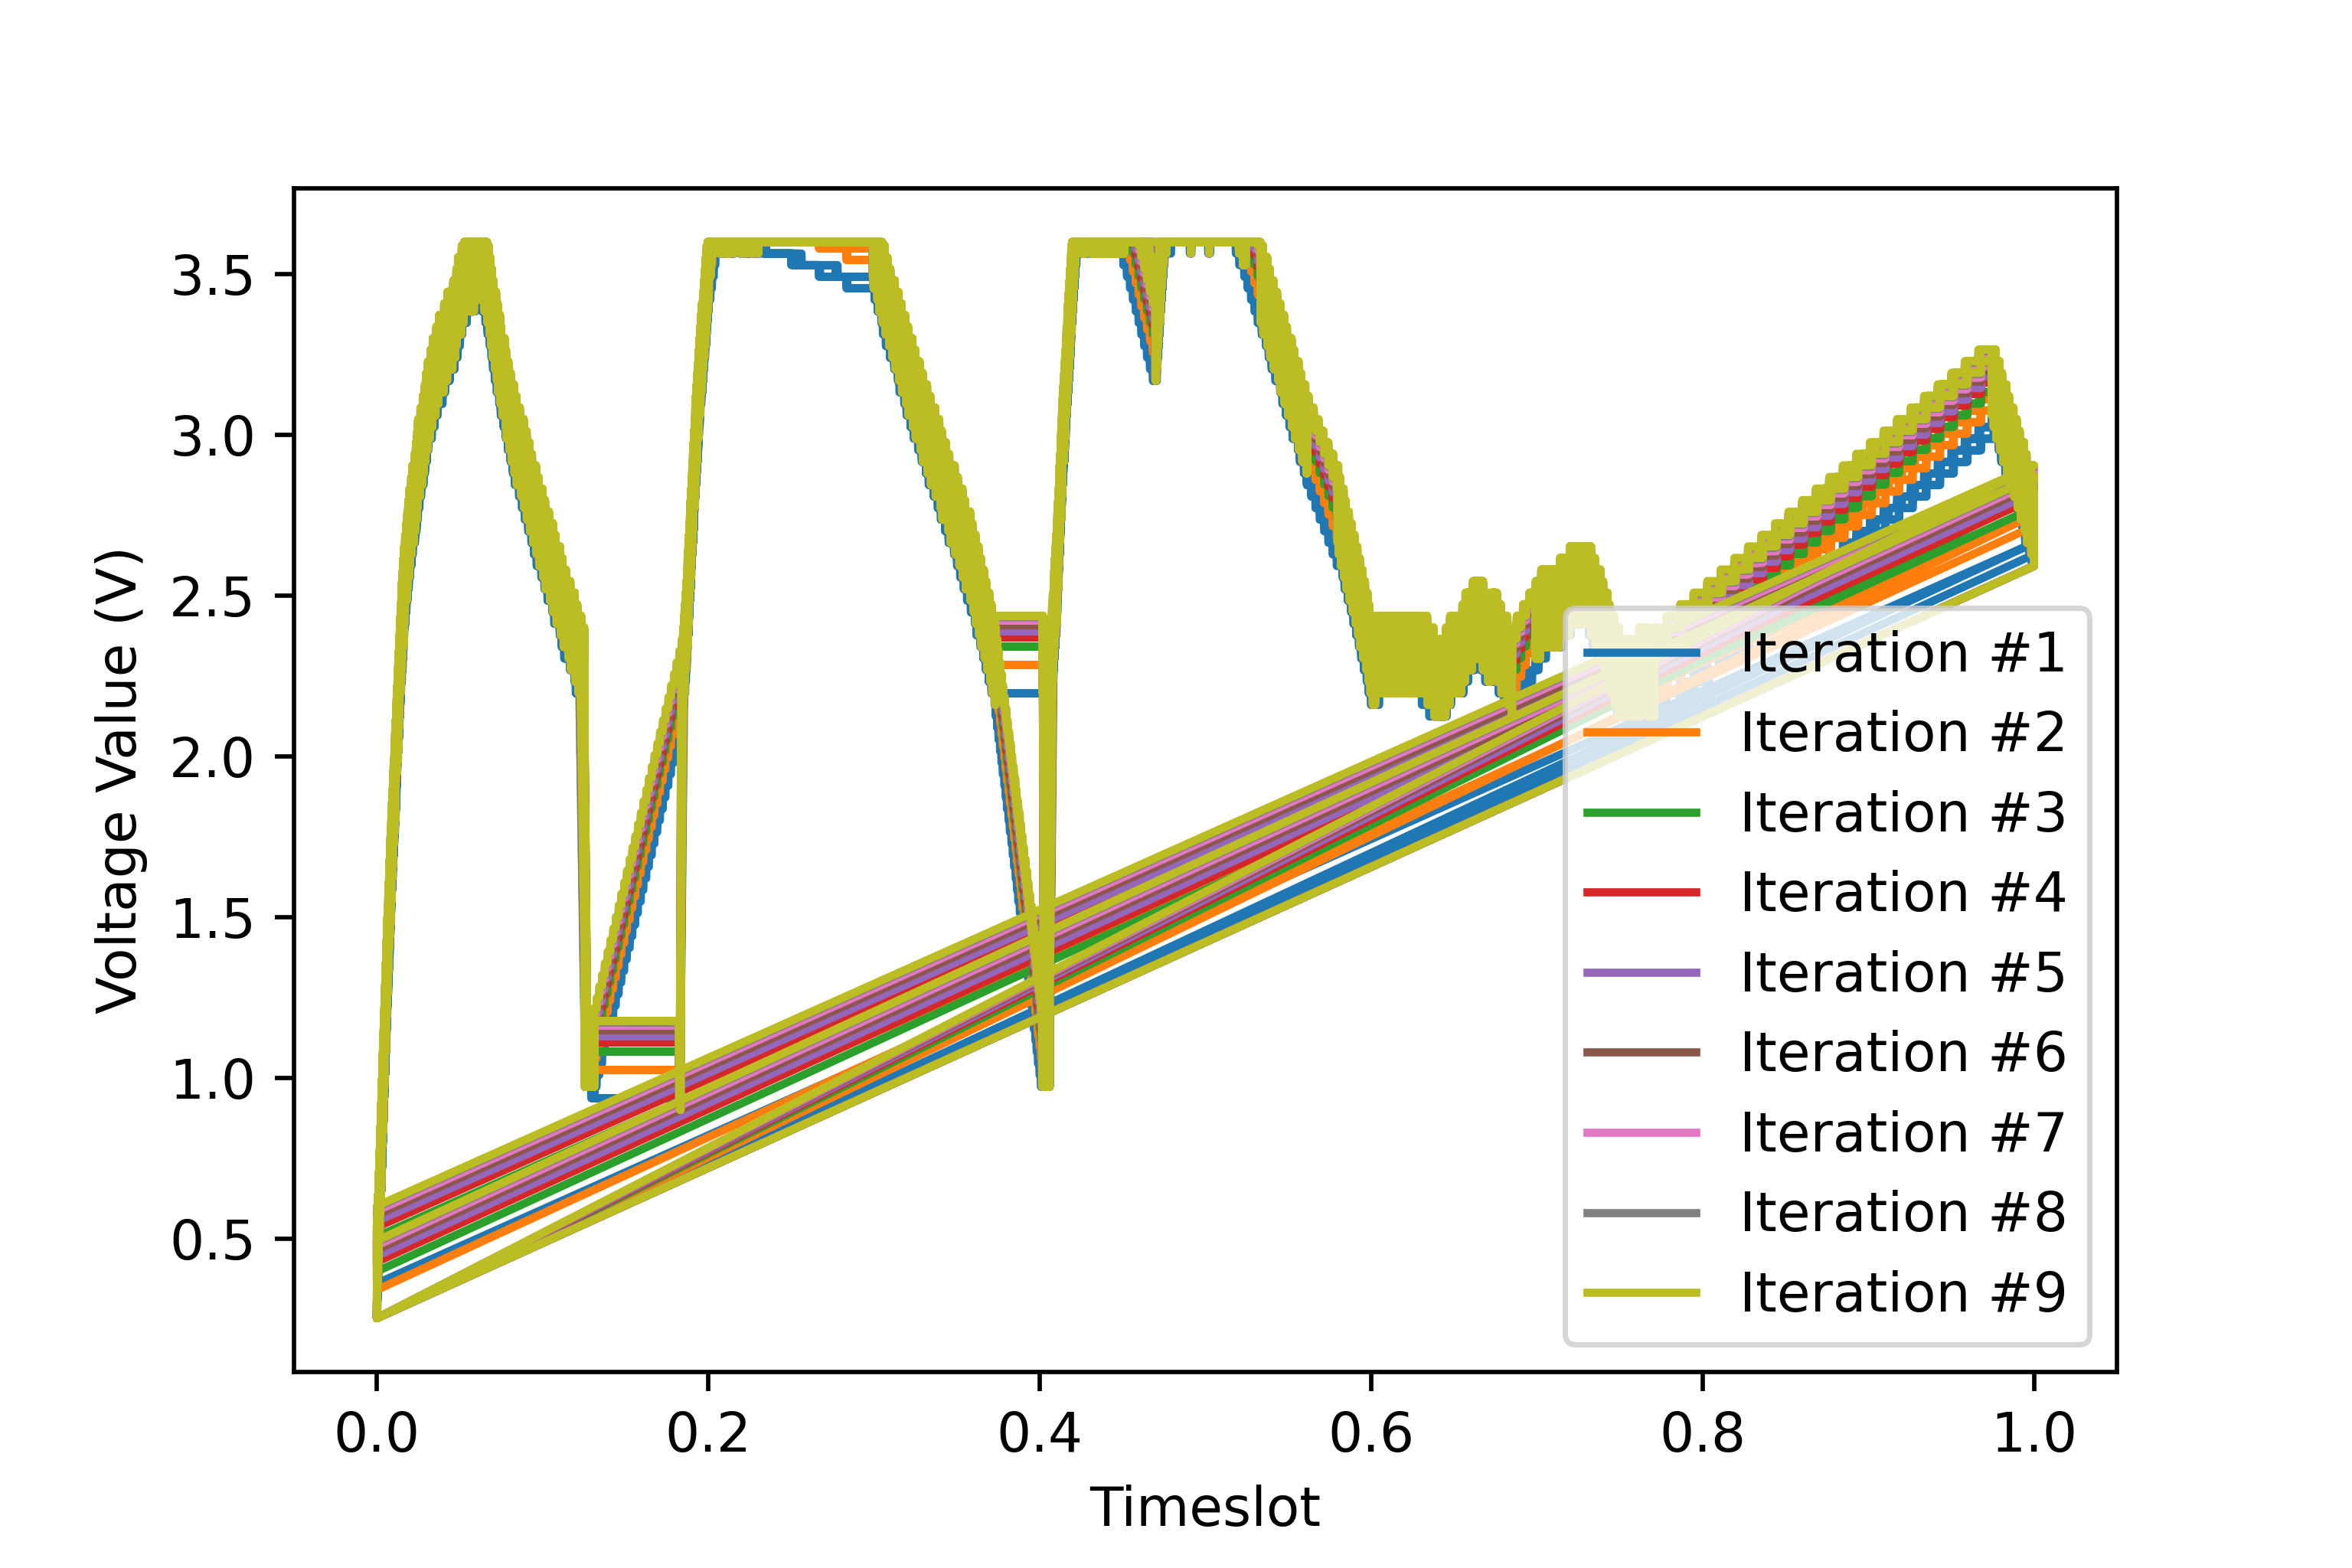 3.5
3.0
2.5
2.0
1.5
1.0
0.5
Voltage Value (V)
0.0 0.2 0.4 0.6 0.8 1.0
Timeslot
Iteration #1
Iteration #2
Iteration #3
Iteration #4
Iteration #5
Iteration #6
Iteration #7
Iteration #8
Iteration #9